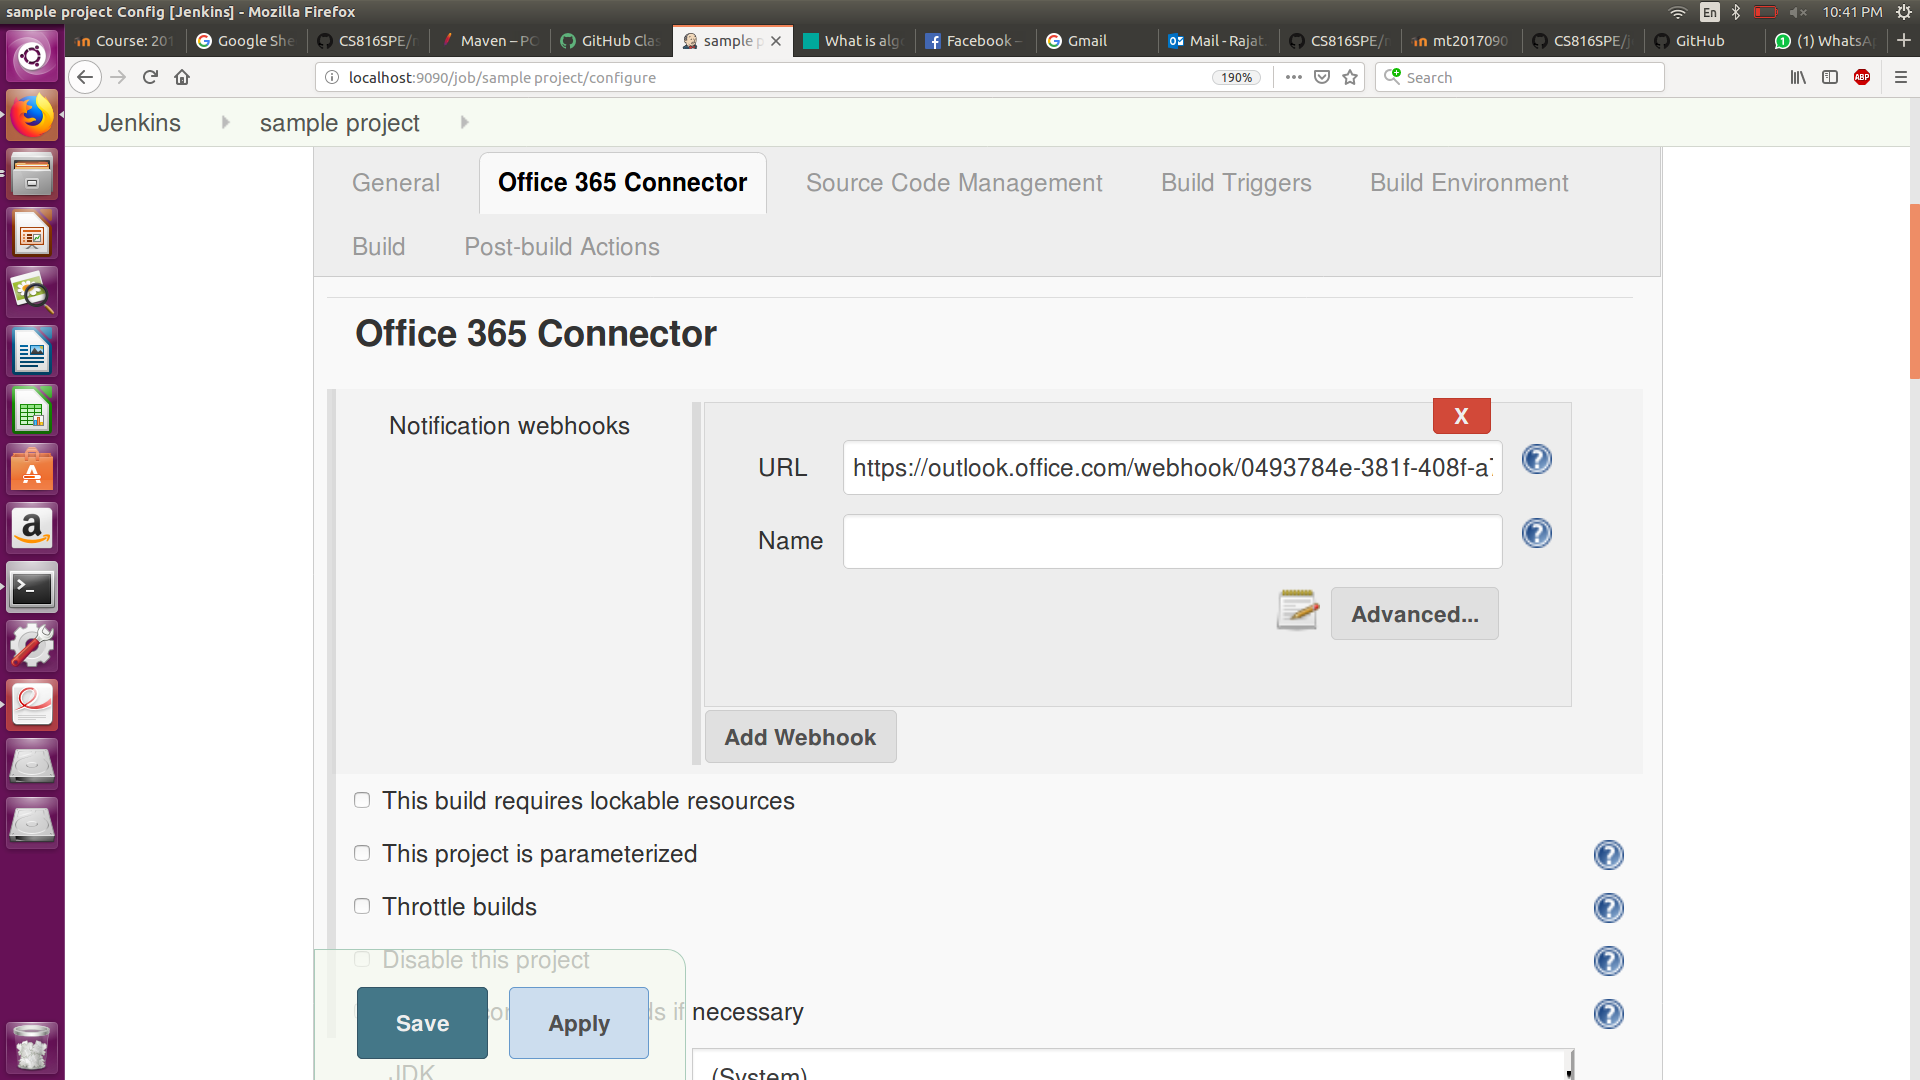 sample project Config [Jenkins] - Mozilla Firefox
En
10:41 PM
Course: 201
Google She
CS816SPE/r
Maven – PO
GitHub Clas
sample p
What is alg
Facebook –
Gmail
Mail - Rajat
CS816SPE/r
mt2017090
CS816SPE/j
GitHub
(1) WhatsA
localhost:9090/job/sample project/configure
190%
Search
ABP
Jenkins
sample project
General
Office 365 Connector
Source Code Management
Build Triggers
Build Environment
Build
Post-build Actions
Office 365 Connector
Notification webhooks
X
URL
https://outlook.office.com/webhook/0493784e-381f-408f-a
Name
Advanced...
Add Webhook
This build requires lockable resources
This project is parameterized
Throttle builds
Disable this project
if necessary
Save
Apply
JDK
(System)